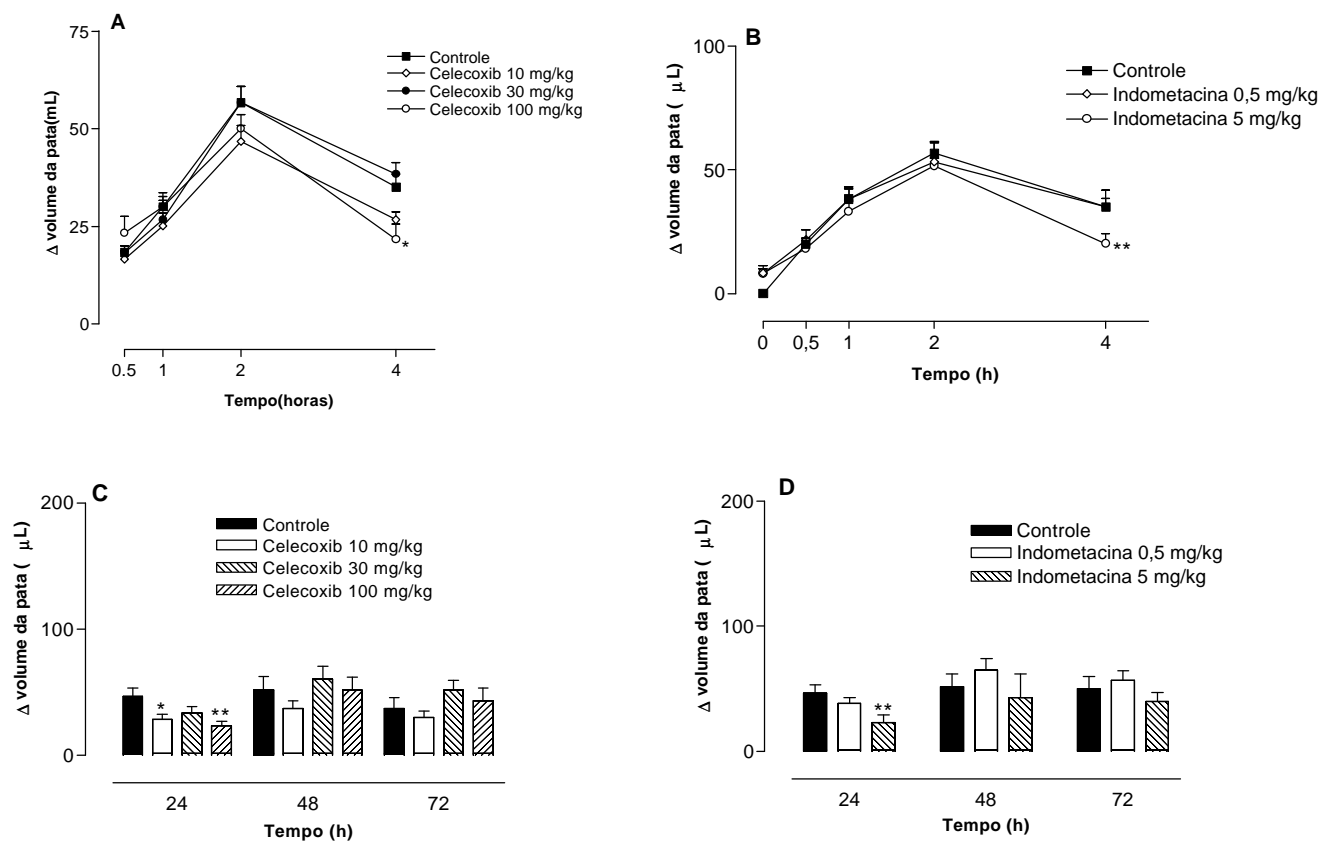 A
75
50
25
0
Δ volume da pata(mL)
Controle
Celecoxib 10 mg/kg
Celecoxib 30 mg/kg
Celecoxib 100 mg/kg
*
0.5 1 2 4
Tempo(horas)
B
100
50
0
Δ volume da pata ( μL)
Controle
Indometacina 0,5 mg/kg
Indometacina 5 mg/kg
**
0 0,5 1 2 4
Tempo (h)
C
200
100
0
Δ volume da pata ( μL)
Controle
Celecoxib 10 mg/kg
Celecoxib 30 mg/kg
Celecoxib 100 mg/kg
* **
24 48 72
Tempo (h)
D
200
100
0
Δ volume da pata ( μL)
Controle
Indometacina 0,5 mg/kg
Indometacina 5 mg/kg
**
24 48 72
Tempo (h)